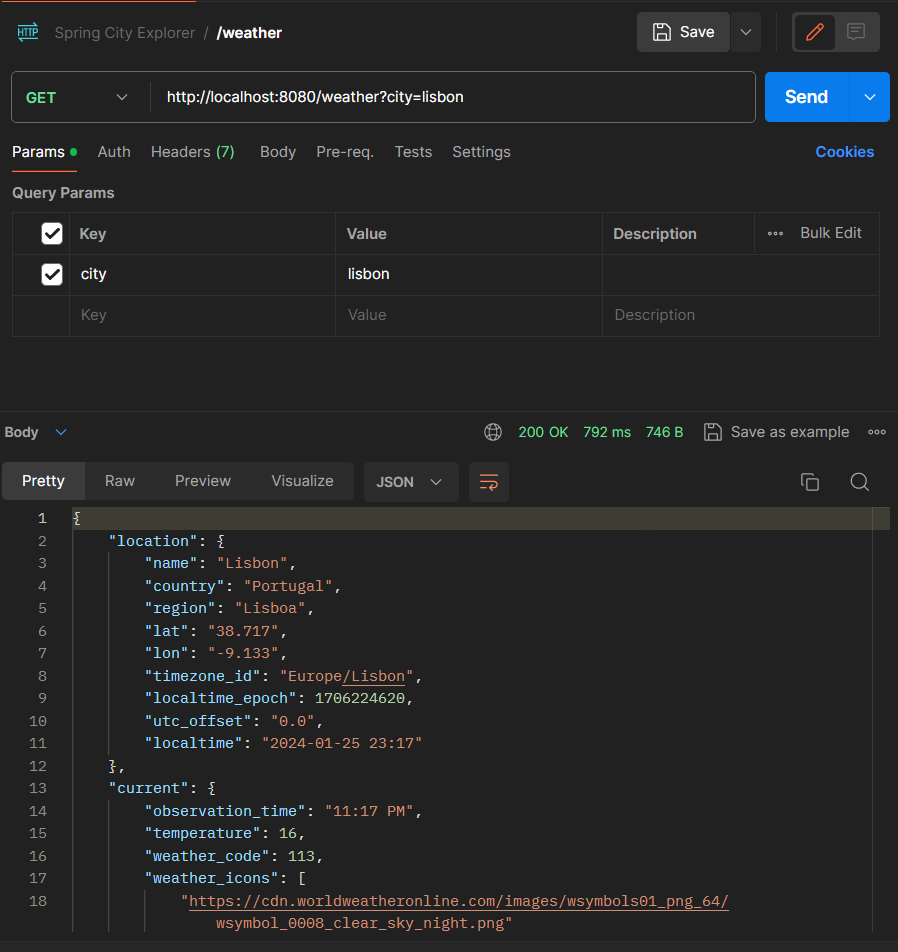 HTTP Spring City Explorer / /weather Save
GET http://localhost:8080/weather?city=lisbon Send
Params Auth Headers (7) Body Pre-req. Tests Settings Cookies
Query Params
Key Value Description Bulk Edit
city lisbon
Key Value Description
Body 200 OK 792 ms 746 B Save as example
Pretty Raw Preview Visualize JSON
1 {
2 "location": {
3 "name": "Lisbon",
4 "country": "Portugal",
5 "region": "Lisboa",
6 "lat": "38.717",
7 "lon": "-9.133",
8 "timezone_id": "Europe/Lisbon",
9 "localtime_epoch": 1706224620,
10 "utc_offset": "0.0",
11 "localtime": "2024-01-25 23:17"
12 },
13 "current": {
14 "observation_time": "11:17 PM",
15 "temperature": 16,
16 "weather_code": 113,
17 "weather_icons": [
18 "https://cdn.worldweatheronline.com/images/wsymbols01_png_64/
wsymbol_0008_clear_sky_night.png"